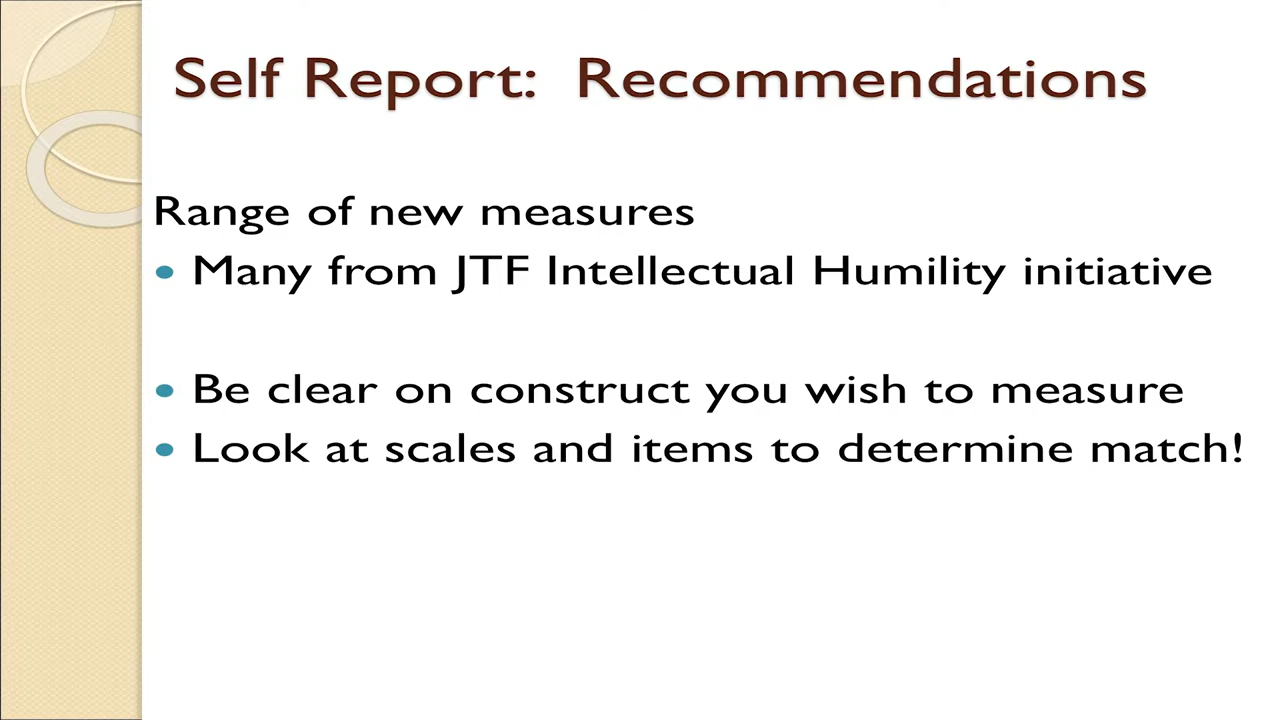 Self Report: Recommendations
Range of new measures
• Many from JTF Intellectual Humility initiative
• Be clear on construct you wish to measure
• Look at scales and items to determine match!